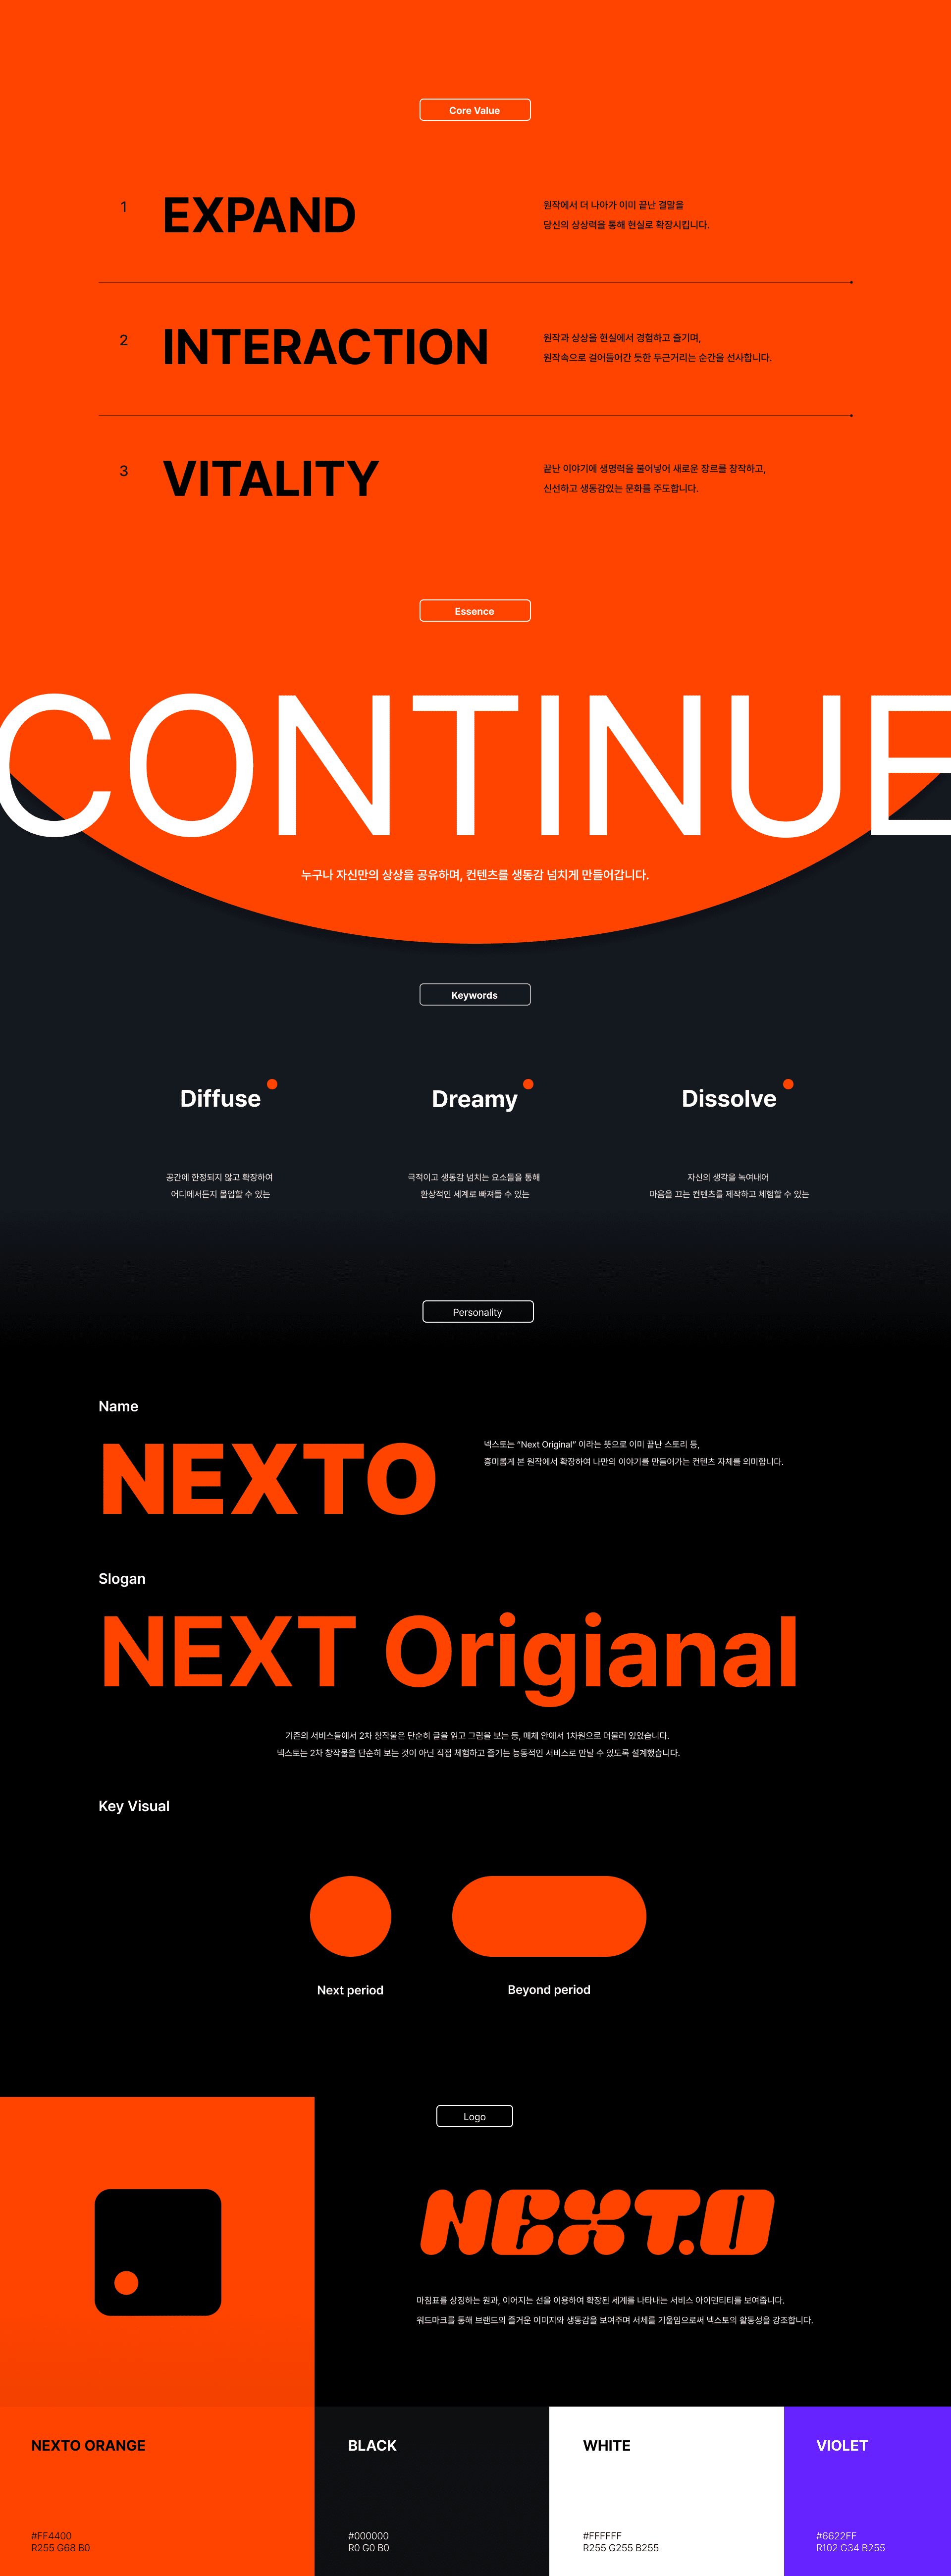 Core Value
1
EXPAND
원작에서 더 나아가 이미 끝난 결말을
당신의 상상력을 통해 현실로 확장시킵니다.
2
INTERACTION
원작과 상상을 현실에서 경험하고 즐기며,
원작속으로 걸어들어간 듯한 두근거리는 순간을 선사합니다.
3
VITALITY
끝난 이야기에 생명력을 불어넣어 새로운 장르를 창작하고,
신선하고 생동감있는 문화를 주도합니다.
Essence
CONTINUE
누구나 자신만의 상상을 공유하며, 컨텐츠를 생동감 넘치게 만들어갑니다.
Keywords
Diffuse
공간에 한정되지 않고 확장하여
어디에서든지 몰입할 수 있는
Dreamy
극적이고 생동감 넘치는 요소들을 통해
환상적인 세계로 빠져들 수 있는
Dissolve
자신의 생각을 녹여내어
마음을 끄는 컨텐츠를 제작하고 체험할 수 있는
Personality
Name
NEXTO
넥스토는 “Next Original” 이라는 뜻으로 이미 끝난 스토리 등,
흥미롭게 본 원작에서 확장하여 나만의 이야기를 만들어가는 컨텐츠 자체를 의미합니다.
Slogan
NEXT Origianal
기존의 서비스들에서 2차 창작물은 단순히 글을 읽고 그림을 보는 등, 매체 안에서 1차원으로 머물러 있었습니다.
넥스토는 2차 창작물을 단순히 보는 것이 아닌 직접 체험하고 즐기는 능동적인 서비스로 만날 수 있도록 설계했습니다.
Key Visual
Next period
Beyond period
Logo
NEXT.O
마침표를 상징하는 원과, 이어지는 선을 이용하여 확장된 세계를 나타내는 서비스 아이덴티티를 보여줍니다.
워드마크를 통해 브랜드의 즐거운 이미지와 생동감을 보여주며 서체를 기울임으로써 넥스토의 활동성을 강조합니다.
NEXTO ORANGE
#FF4400
R255 G68 B0
BLACK
#000000
R0 G0 B0
WHITE
#FFFFFF
R255 G255 B255
VIOLET
#6622FF
R102 G34 B255